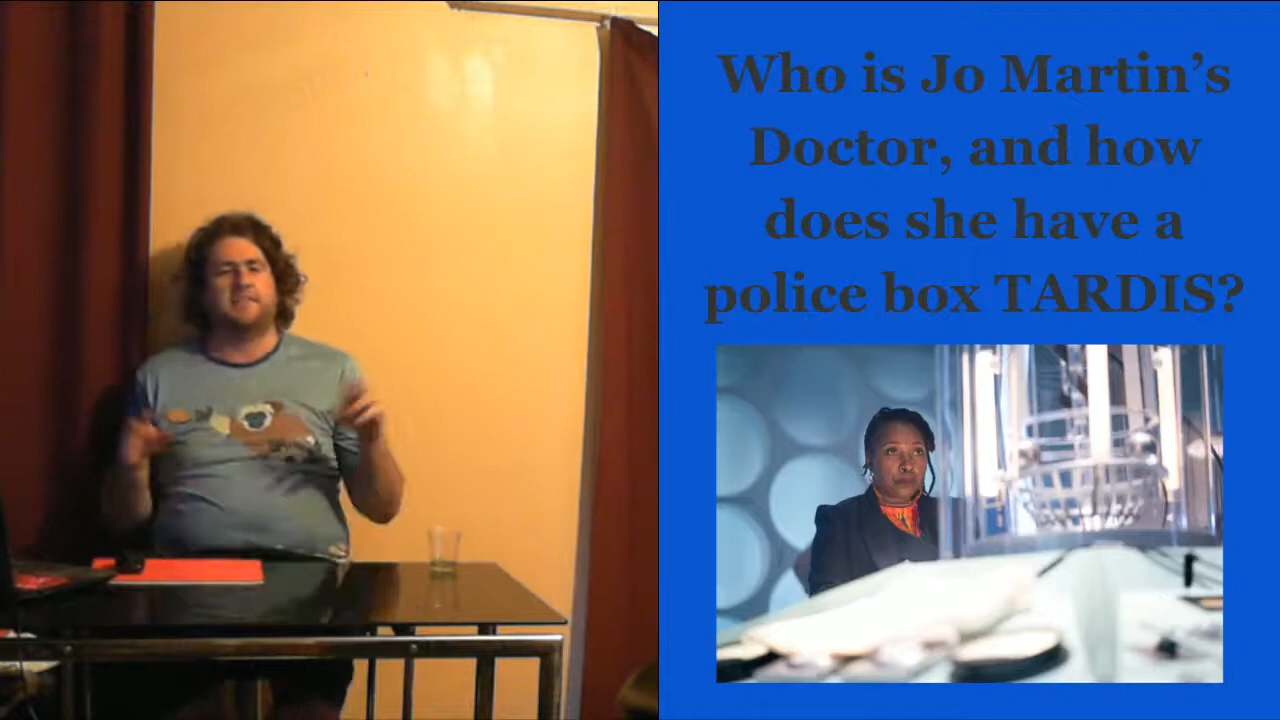 Who is Jo Martin’s
Doctor, and how
does she have a
police box TARDIS?